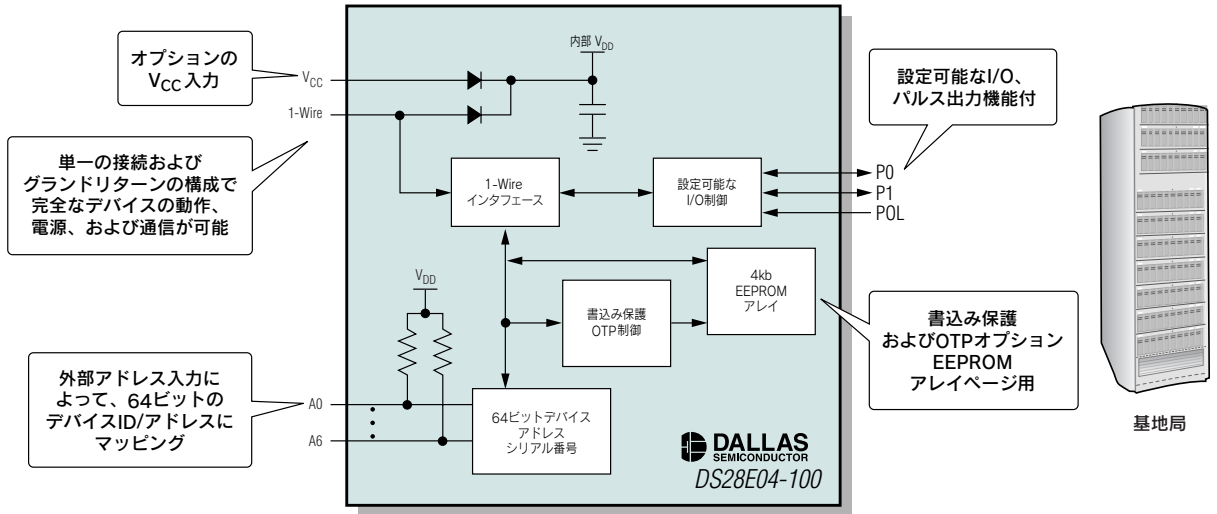 オプションの
VCC入力
単一の接続および
グランドリターンの構成で
完全なデバイスの動作、
電源、および通信が可能
外部アドレス入力に
よって、64ビットの
デバイスID/アドレスに
マッピング
VCC
1-Wire
内部 VDD
1-Wire
インタフェース
設定可能な
I/O制御
P0
P1
POL
VDD
書込み保護
OTP制御
4kb
EEPROM
アレイ
A0
A6
64ビットデバイス
アドレス
シリアル番号
DALLAS
SEMICONDUCTOR
DS28E04-100
設定可能なI/O、
パルス出力機能付
書込み保護
およびOTPオプション
EEPROM
アレイページ用
基地局